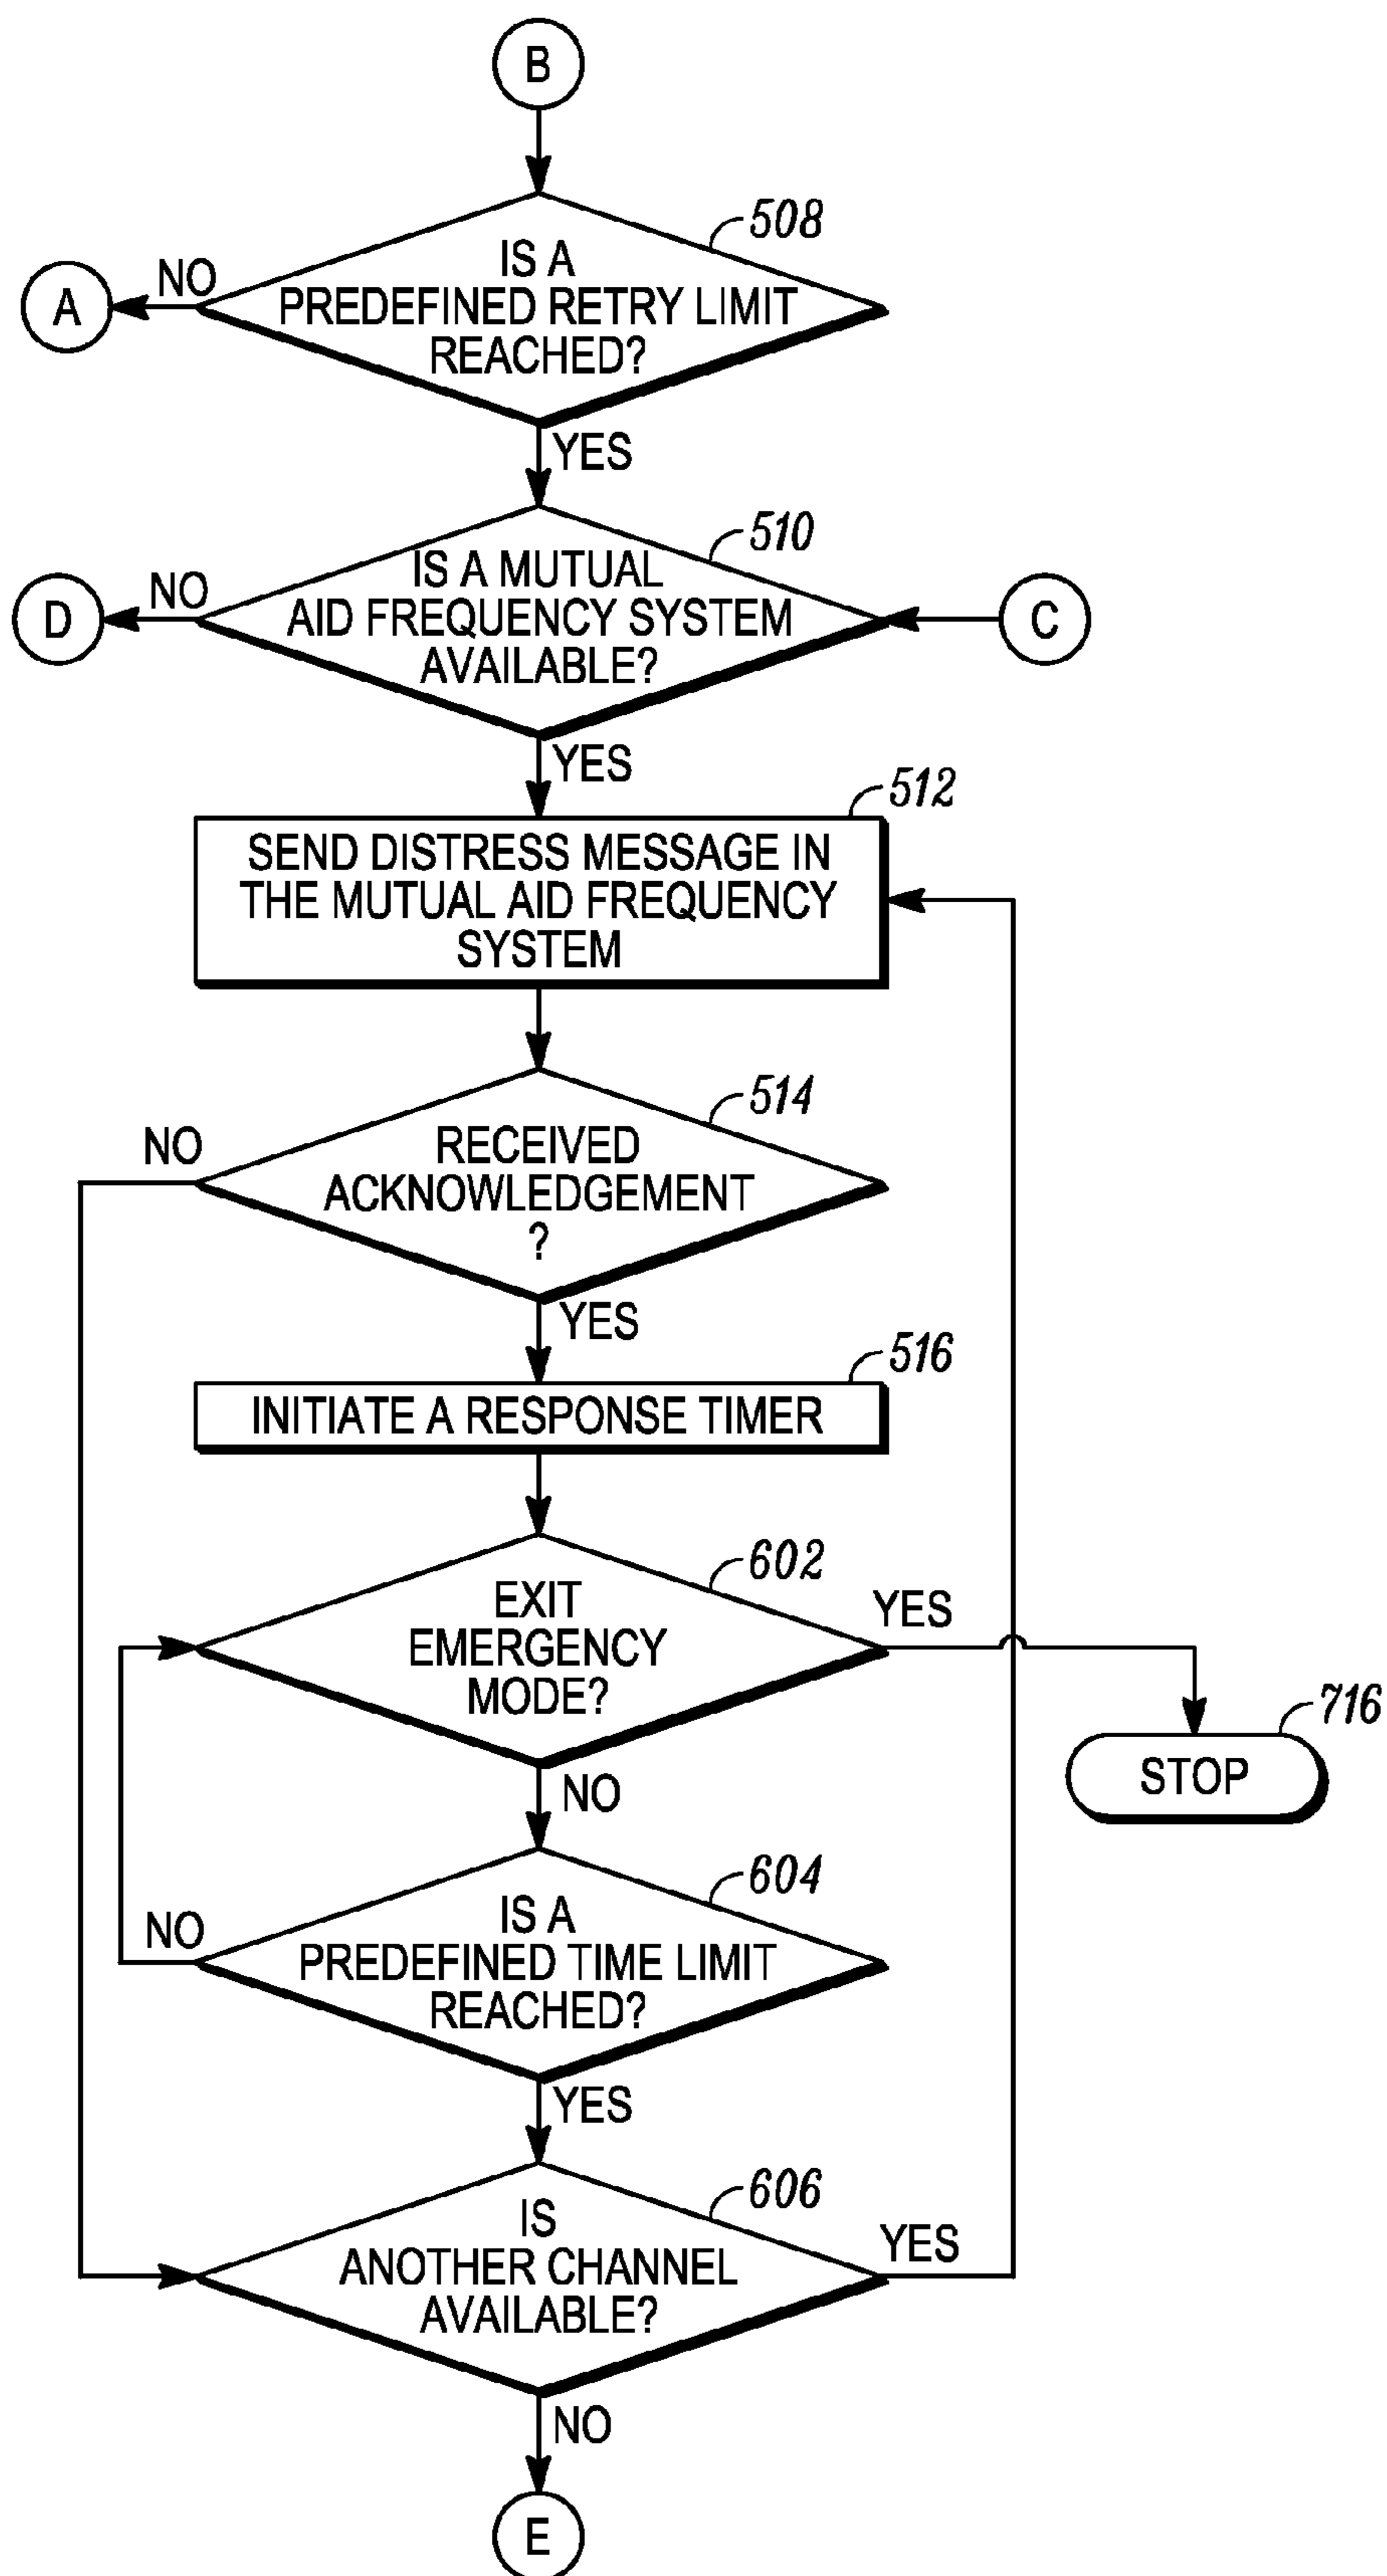 B
508
IS A
PREDEFINED RETRY LIMIT
REACHED?
NO
A
YES
510
IS A MUTUAL
AID FREQUENCY SYSTEM
AVAILABLE?
NO
D
C
YES
512
SEND DISTRESS MESSAGE IN
THE MUTUAL AID FREQUENCY
SYSTEM
514
NO
RECEIVED
ACKNOWLEDGEMENT
?
YES
516
INITIATE A RESPONSE TIMER
602
EXIT
EMERGENCY
MODE?
YES
716
STOP
NO
604
IS A
PREDEFINED TIME LIMIT
REACHED?
NO
YES
606
IS
ANOTHER CHANNEL
AVAILABLE?
YES
NO
E